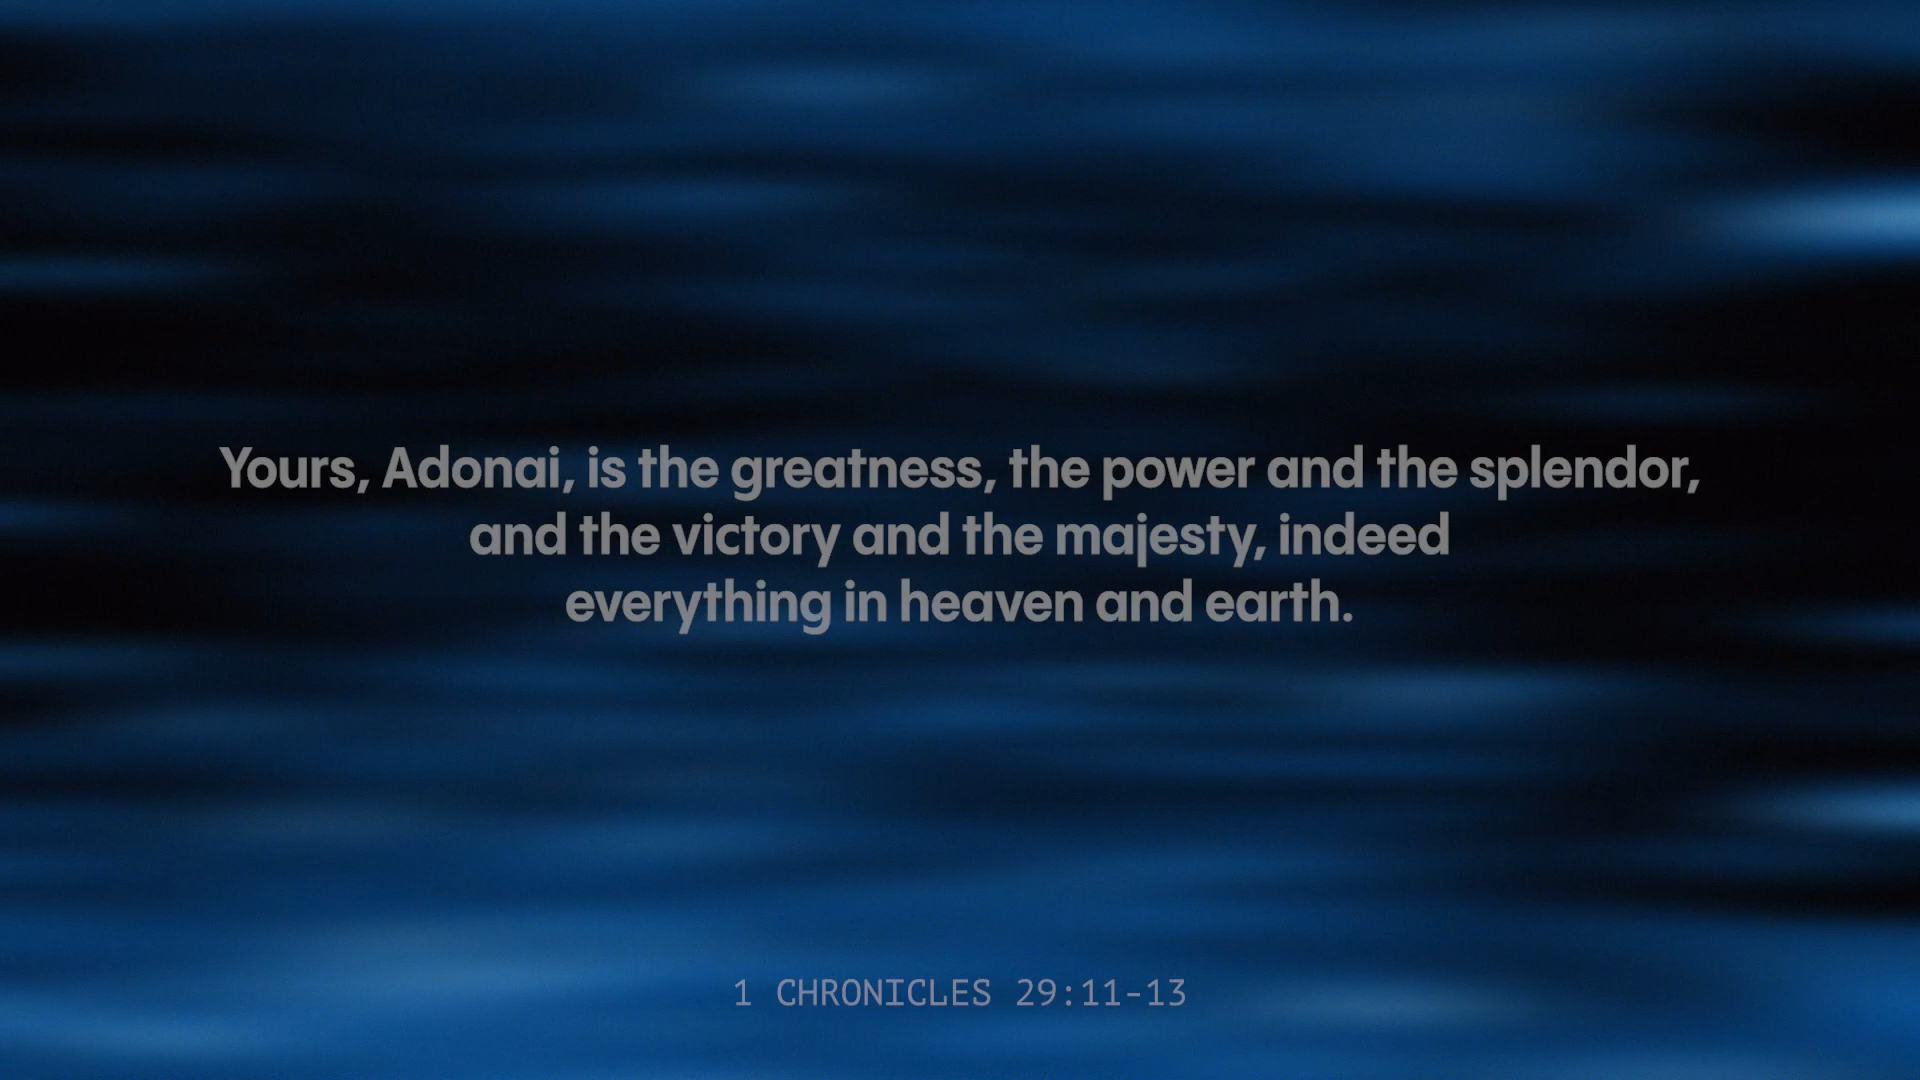 Yours, Adonai, is the greatness, the power and the splendor,
and the victory and the majesty, indeed
everything in heaven and earth.
1 CHRONICLES 29:11-13